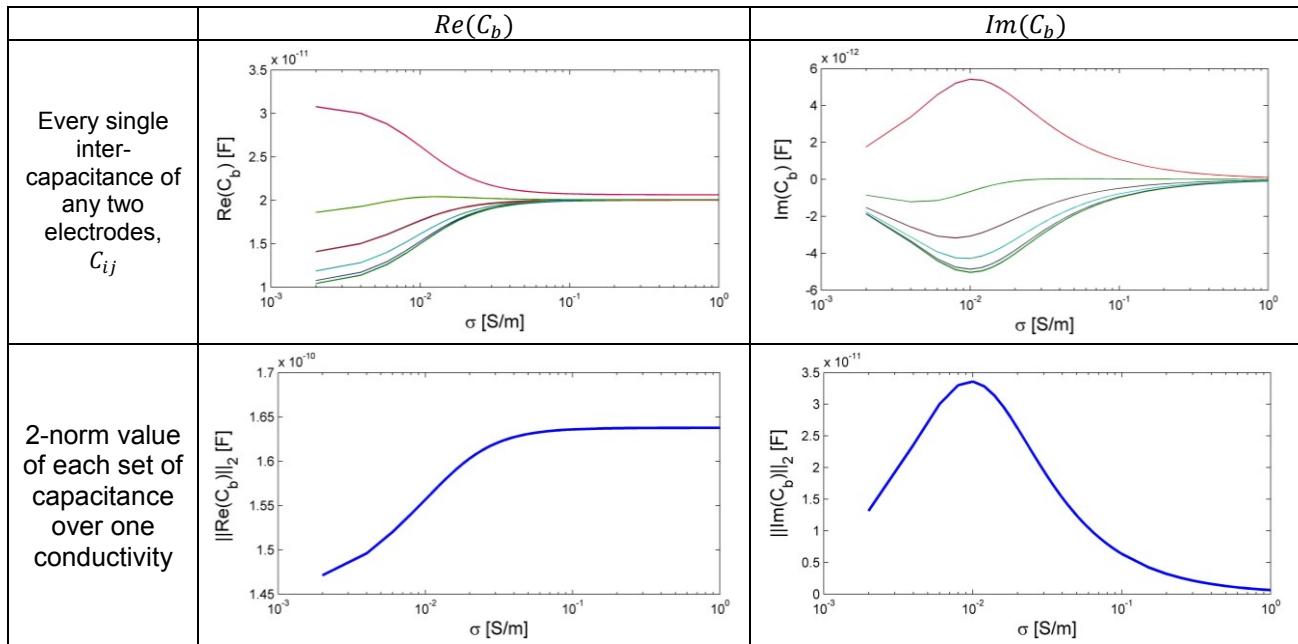 Re(C_b)
Im(C_b)
Every single
inter-
capacitance of
any two
electrodes,
C_ij
x 10^-11
3.5
3
2.5
2
1.5
1
Re(C_b) [F]
10^-3
10^-2
10^-1
10^0
σ [S/m]
x 10^-12
6
4
2
0
-2
-4
-6
Im(C_b) [F]
10^-3
10^-2
10^-1
10^0
σ [S/m]
2-norm value
of each set of
capacitance
over one
conductivity
x 10^-10
1.7
1.65
1.6
1.55
1.5
1.45
||Re(C_b)||_2 [F]
10^-3
10^-2
10^-1
10^0
σ [S/m]
x 10^-11
3.5
3
2.5
2
1.5
1
0.5
0
||Im(C_b)||_2 [F]
10^-3
10^-2
10^-1
10^0
σ [S/m]